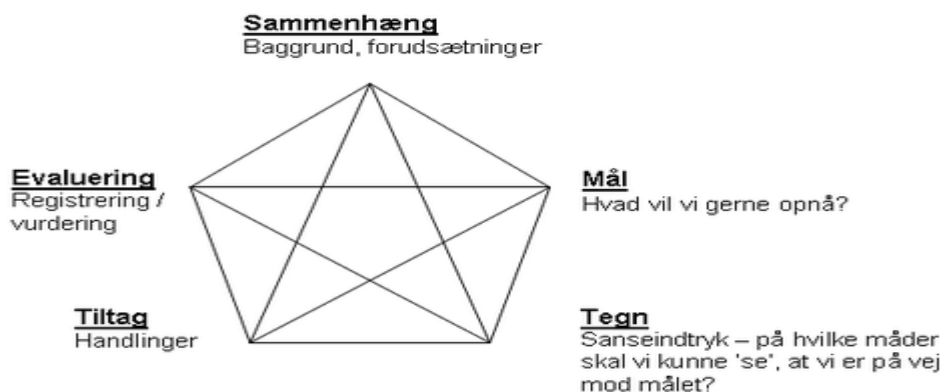 Sammenhæng
Baggrund, forudsætninger
Evaluering
Registrering /
vurdering
Mål
Hvad vil vi gerne opnå?
Tiltag
Handlinger
Tegn
Sanseindtryk – på hvilke måder
skal vi kunne 'se', at vi er på vej
mod målet?